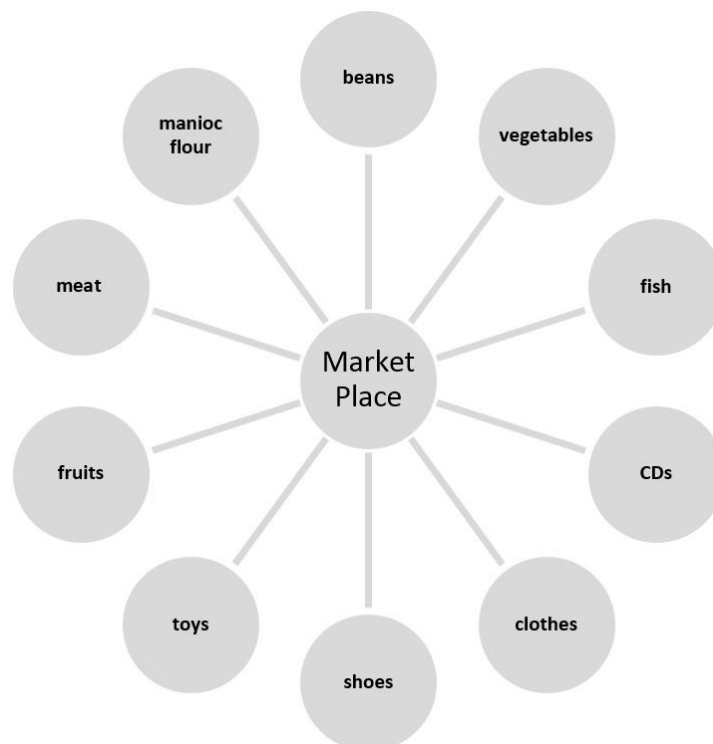 beans
vegetables
fish
CDs
clothes
shoes
toys
fruits
meat
manioc
flour
Market
Place